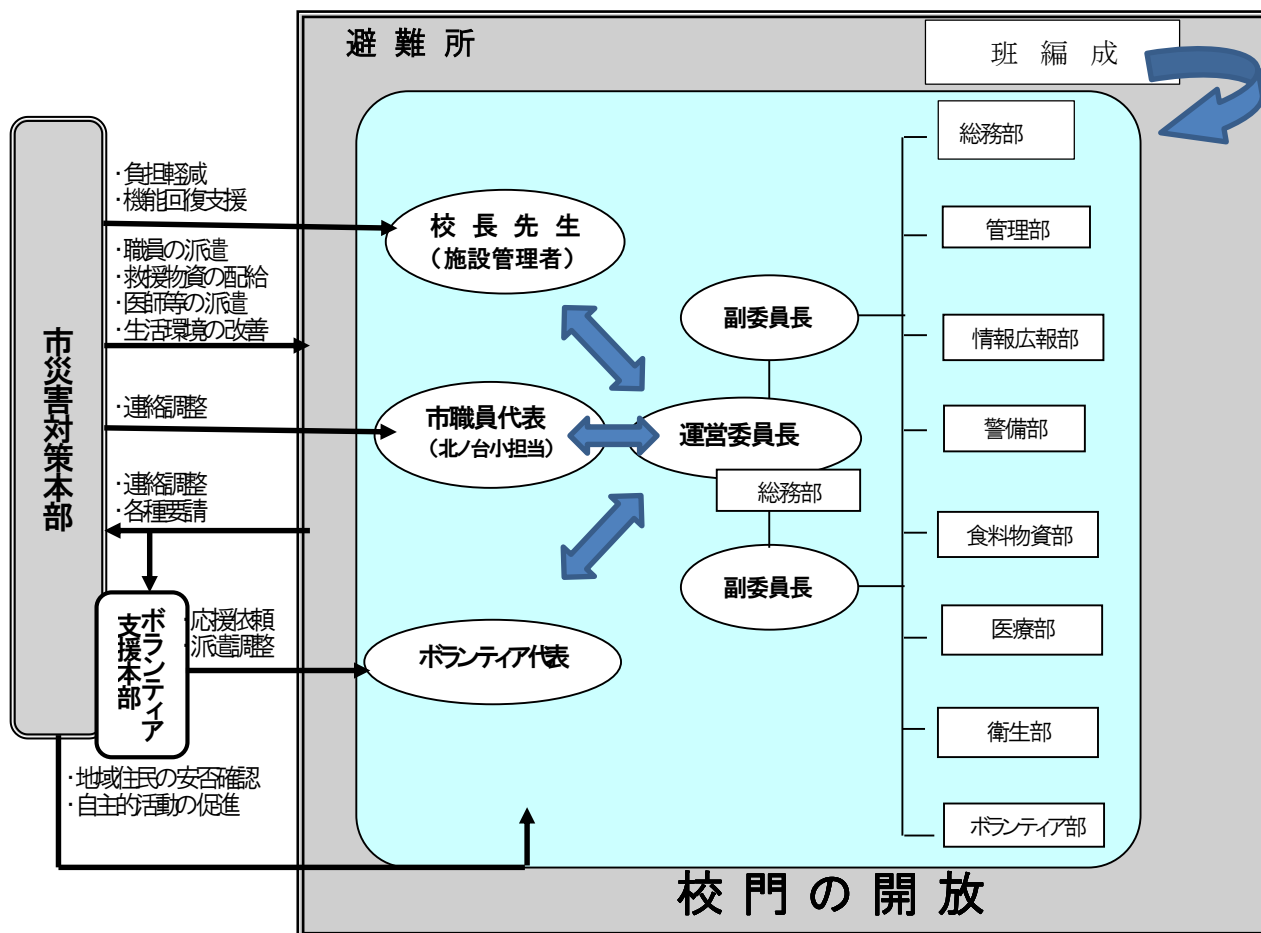 避難所
班編成
総務部
・負担軽減
・機能回復支援
校長先生
(施設管理者)
管理部
・職員の派遣
・救援物資の配給
・医師等の派遣
・生活環境の改善
副委員長
情報広報部
市災害対策本部
・連絡調整
市職員代表
(北ノ台小担当)
運営委員長
警備部
総務部
・連絡調整
・各種要請
食料物資部
副委員長
ボランティア
支援本部
・応援依頼
・派遣調整
ボランティア代表
医療部
衛生部
・地域住民の安否確認
・自主的活動の促進
ボランティア部
校門の開放